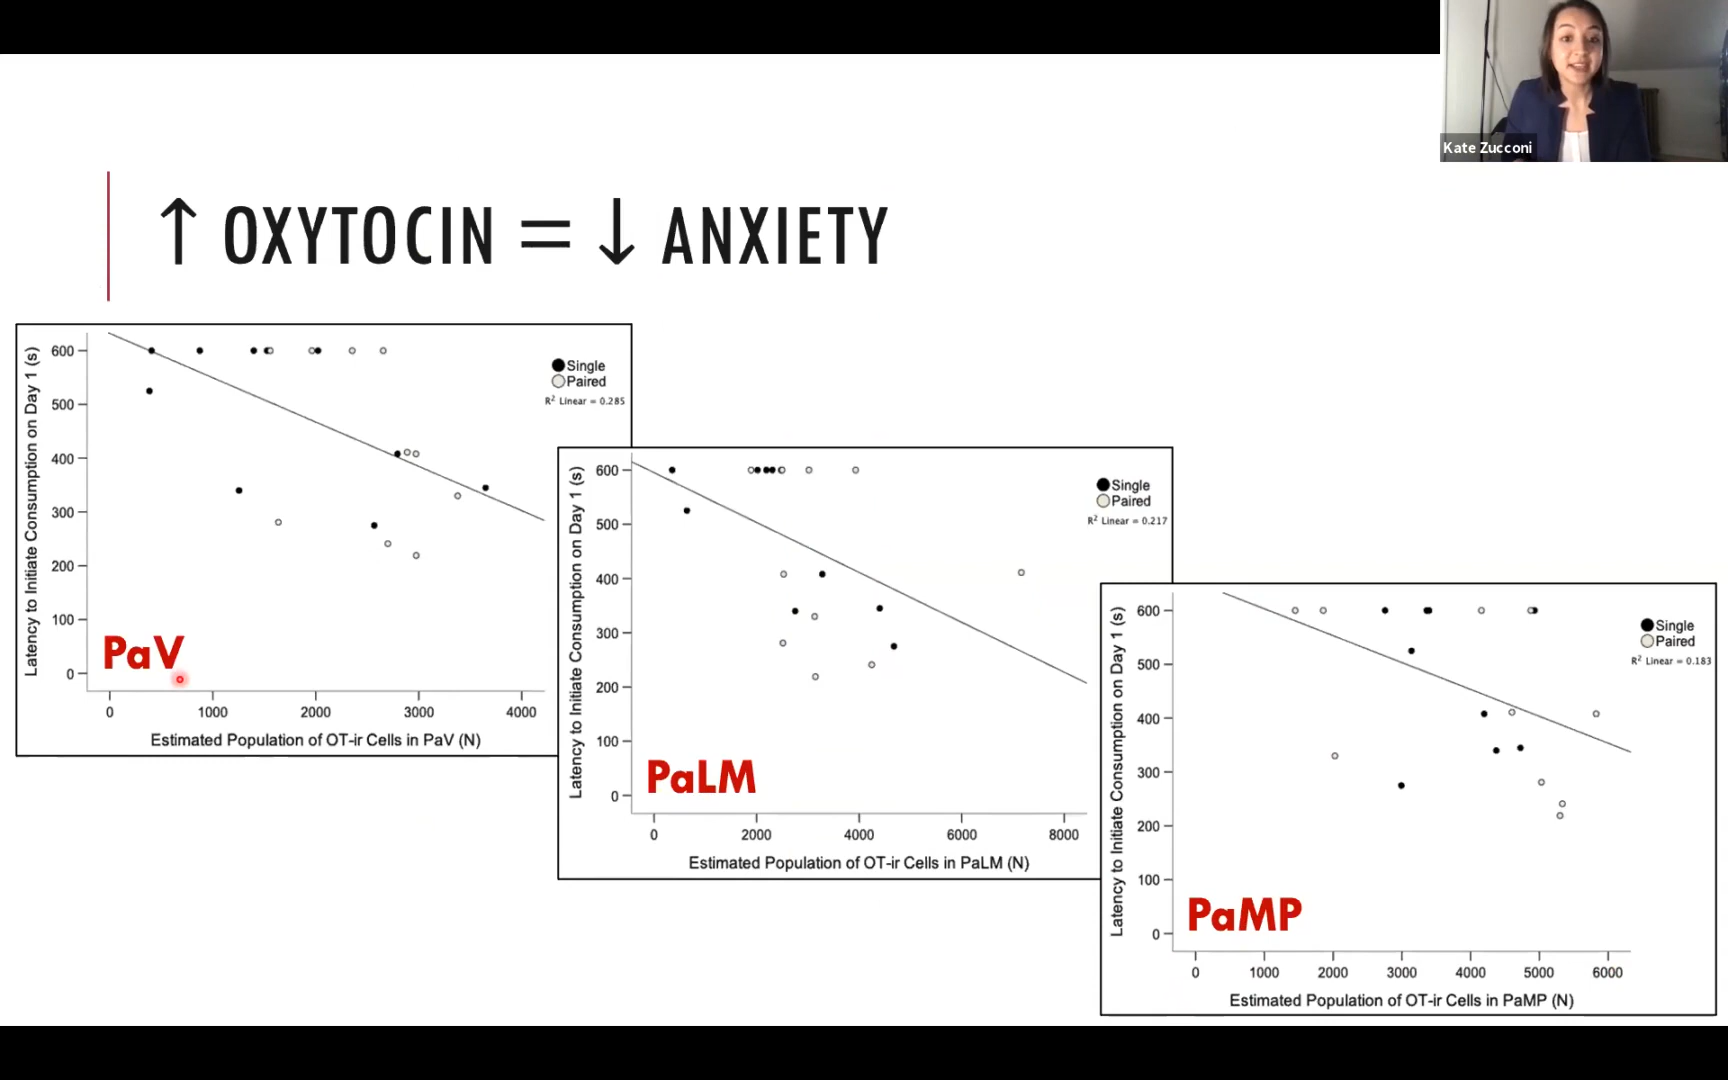 Kate Zucconi
↑ OXYTOCIN = ↓ ANXIETY
Latency to Initiate Consumption on Day 1 (s)
600
500
400
300
200
100
0
Single
Paired
R² Linear = 0.285
PaV
0 1000 2000 3000 4000
Estimated Population of OT-ir Cells in PaV (N)
Latency to Initiate Consumption on Day 1 (s)
600
500
400
300
200
100
0
Single
Paired
R² Linear = 0.217
PaLM
0 2000 4000 6000 8000
Estimated Population of OT-ir Cells in PaLM (N)
Latency to Initiate Consumption on Day 1 (s)
600
500
400
300
200
100
0
Single
Paired
R² Linear = 0.183
PaMP
0 1000 2000 3000 4000 5000 6000
Estimated Population of OT-ir Cells in PaMP (N)